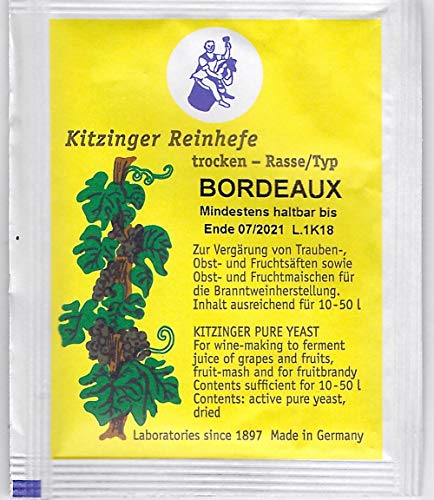 Kitzinger Reinhefe
trocken – Rasse/Typ
BORDEAUX
Mindestens haltbar bis
Ende 07/2021 L.1K18
Zur Vergärung von Trauben-,
Obst- und Fruchtsäften sowie
Obst- und Fruchtmaischen für
die Branntweinherstellung.
Inhalt ausreichend für 10-50 l
KITZINGER PURE YEAST
For wine-making to ferment
juice of grapes and fruits,
fruit-mash and for fruitbrandy
Contents sufficient for 10-50 l
Contents: active pure yeast,
dried
Laboratories since 1897 Made in Germany